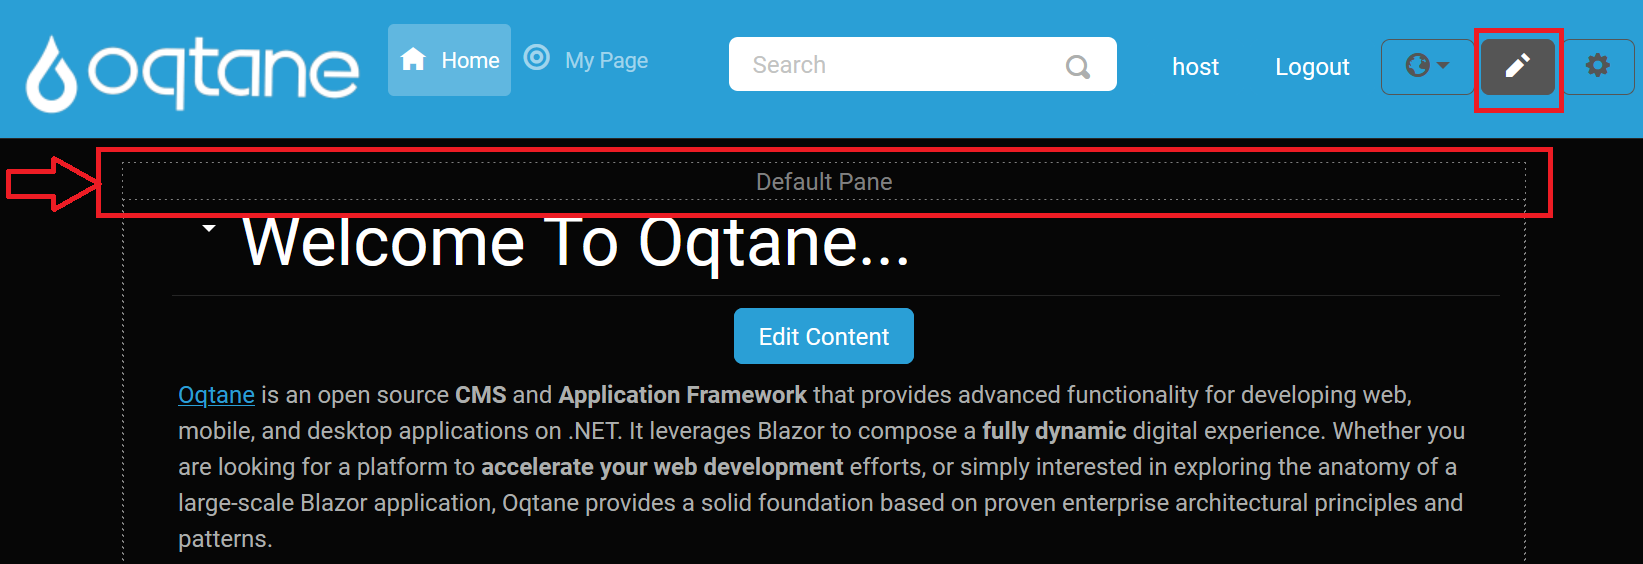 oqtane
Home
My Page
Search
host
Logout
Default Pane
Welcome To Oqtane...
Edit Content
Oqtane is an open source CMS and Application Framework that provides advanced functionality for developing web,
mobile, and desktop applications on .NET. It leverages Blazor to compose a fully dynamic digital experience. Whether you
are looking for a platform to accelerate your web development efforts, or simply interested in exploring the anatomy of a
large-scale Blazor application, Oqtane provides a solid foundation based on proven enterprise architectural principles and
patterns.